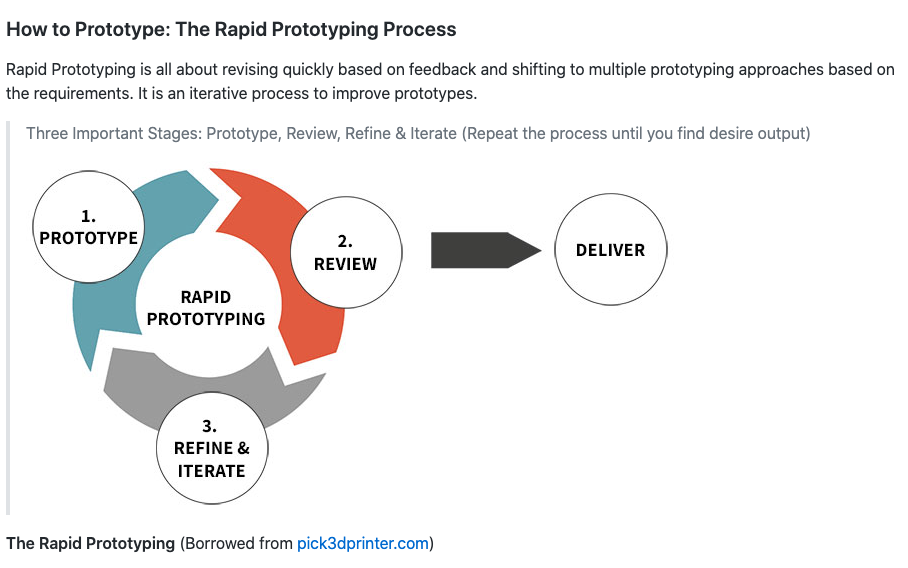 How to Prototype: The Rapid Prototyping Process
Rapid Prototyping is all about revising quickly based on feedback and shifting to multiple prototyping approaches based on
the requirements. It is an iterative process to improve prototypes.
Three Important Stages: Prototype, Review, Refine & Iterate (Repeat the process until you find desire output)
1.
PROTOTYPE
2.
REVIEW
DELIVER
RAPID
PROTOTYPING
3.
REFINE &
ITERATE
The Rapid Prototyping (Borrowed from pick3dprinter.com)